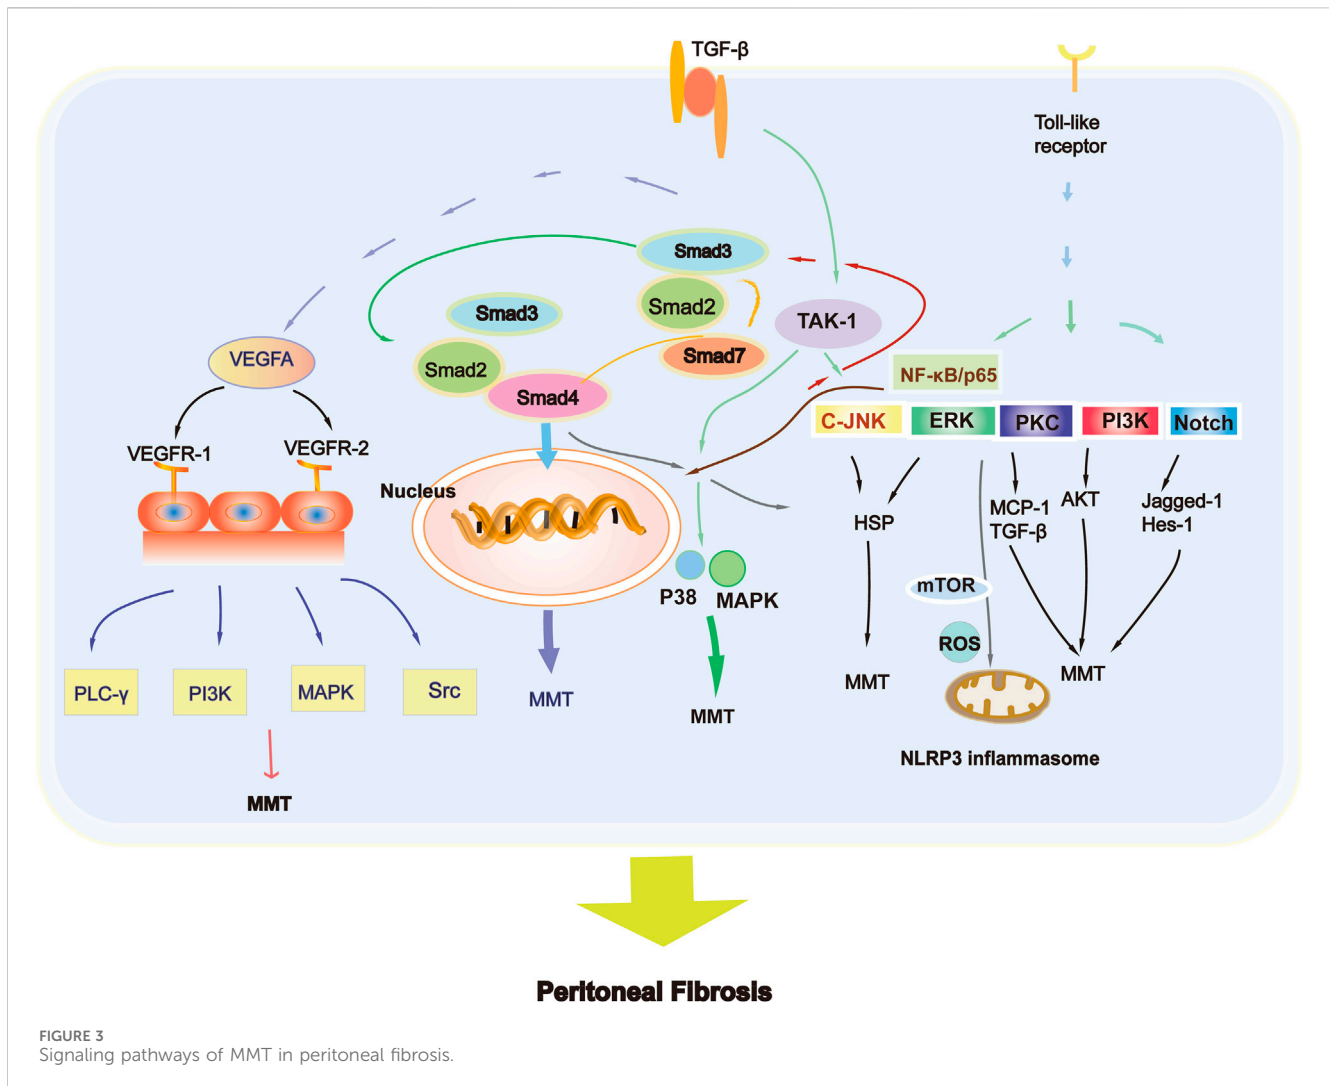 TGF-β
Toll-like
receptor
Smad3
Smad2
Smad7
Smad3
Smad2
Smad4
TAK-1
VEGFA
NF-κB/p65
C-JNK
ERK
PKC
PI3K
Notch
VEGFR-1
VEGFR-2
Nucleus
HSP
MCP-1
TGF-β
AKT
Jagged-1
Hes-1
P38
MAPK
mTOR
ROS
PLC-γ
PI3K
MAPK
Src
MMT
MMT
MMT
MMT
MMT
NLRP3 inflammasome
Peritoneal Fibrosis
FIGURE 3
Signaling pathways of MMT in peritoneal fibrosis.